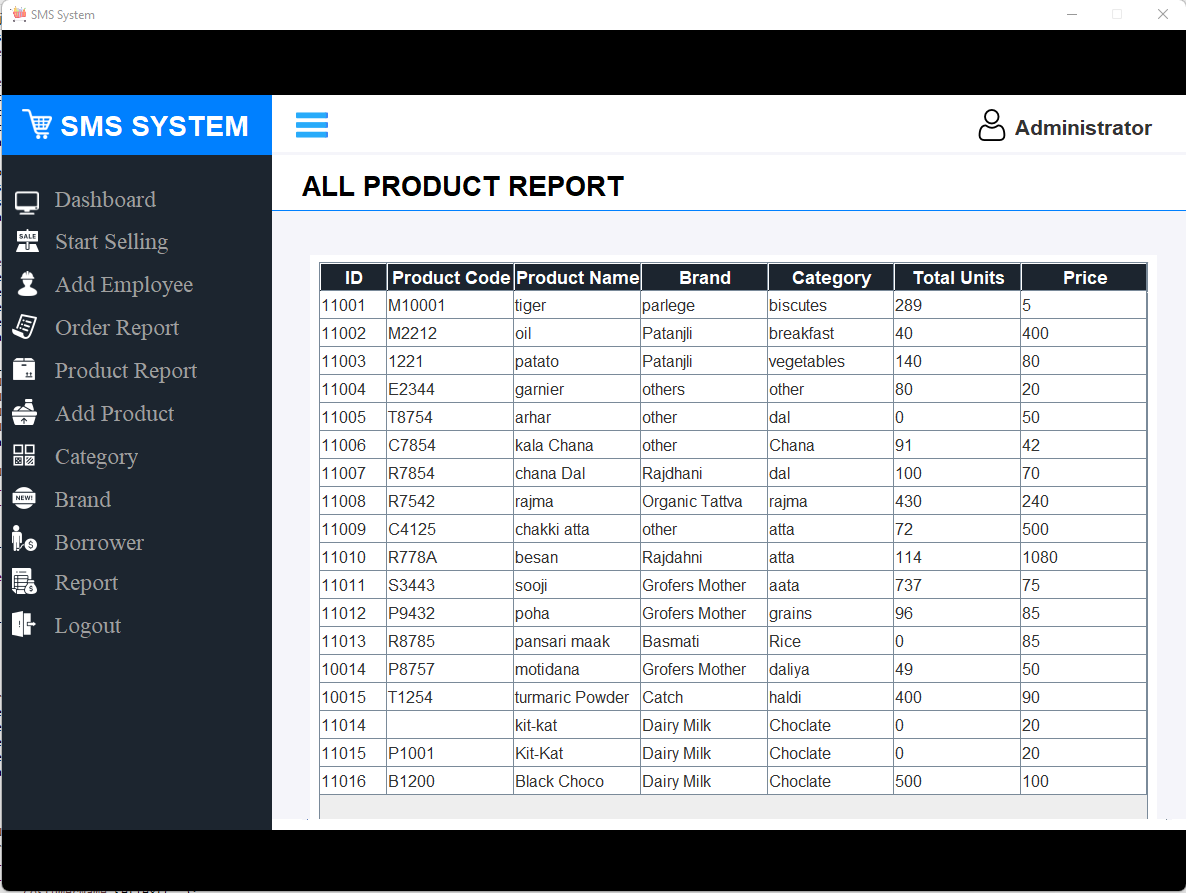 SMS System
SMS SYSTEM
Administrator
ALL PRODUCT REPORT
Dashboard
SALE
Start Selling
Add Employee
Order Report
Product Report
Add Product
Category
NEW!
Brand
Borrower
Report
Logout
ID Product Code Product Name Brand Category Total Units Price
11001 M10001 tiger parlege biscutes 289 5
11002 M2212 oil Patanjli breakfast 40 400
11003 1221 patato Patanjli vegetables 140 80
11004 E2344 garnier others other 80 20
11005 T8754 arhar other dal 0 50
11006 C7854 kala Chana other Chana 91 42
11007 R7854 chana Dal Rajdhani dal 100 70
11008 R7542 rajma Organic Tattva rajma 430 240
11009 C4125 chakki atta other atta 72 500
11010 R778A besan Rajdahni atta 114 1080
11011 S3443 sooji Grofers Mother aata 737 75
11012 P9432 poha Grofers Mother grains 96 85
11013 R8785 pansari maak Basmati Rice 0 85
10014 P8757 motidana Grofers Mother daliya 49 50
10015 T1254 turmaric Powder Catch haldi 400 90
11014 kit-kat Dairy Milk Choclate 0 20
11015 P1001 Kit-Kat Dairy Milk Choclate 0 20
11016 B1200 Black Choco Dairy Milk Choclate 500 100